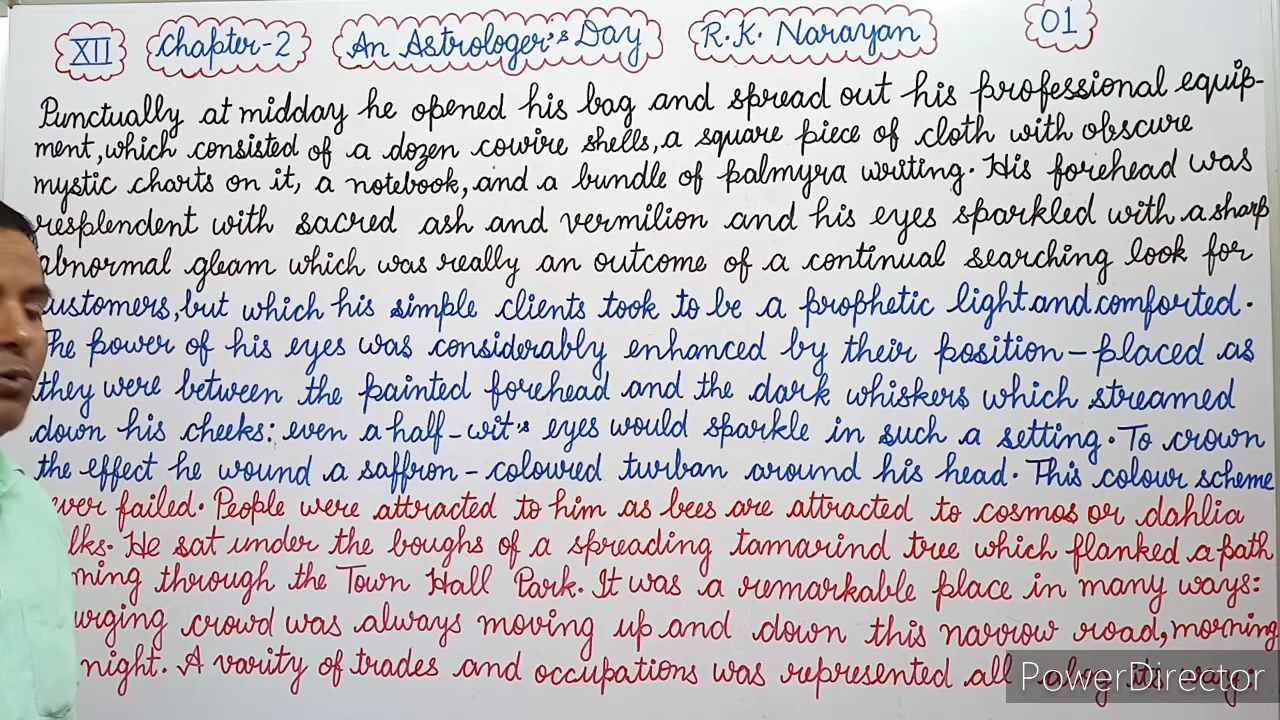 XII Chapter-2 An Astrologer's Day R.K. Narayan 01
Punctually at midday he opened his bag and spread out his professional equip-
ment, which consisted of a dozen cowire shells, a square piece of cloth with obscure
mystic charts on it, a notebook, and a bundle of palmyra writing. His forehead was
resplendent with sacred ash and vermilion and his eyes sparkled with a sharp
abnormal gleam which was really an outcome of a continual searching look for
customers, but which his simple clients took to be a prophetic light and comforted.
The power of his eyes was considerably enhanced by their position - placed as
they were between the painted forehead and the dark whiskers which streamed
down his cheeks: even a half-wit's eyes would sparkle in such a setting. To crown
the effect he wound a saffron-coloured turban around his head. This colour scheme
ver failed. People were attracted to him as bees are attracted to cosmos or dahlia
lks. He sat under the boughs of a spreading tamarind tree which flanked a path
ning through the Town Hall Park. It was a remarkable place in many ways:
urging crowd was always moving up and down this narrow road, morning
night. A varity of trades and occupations was represented all along its way.
PowerDirector